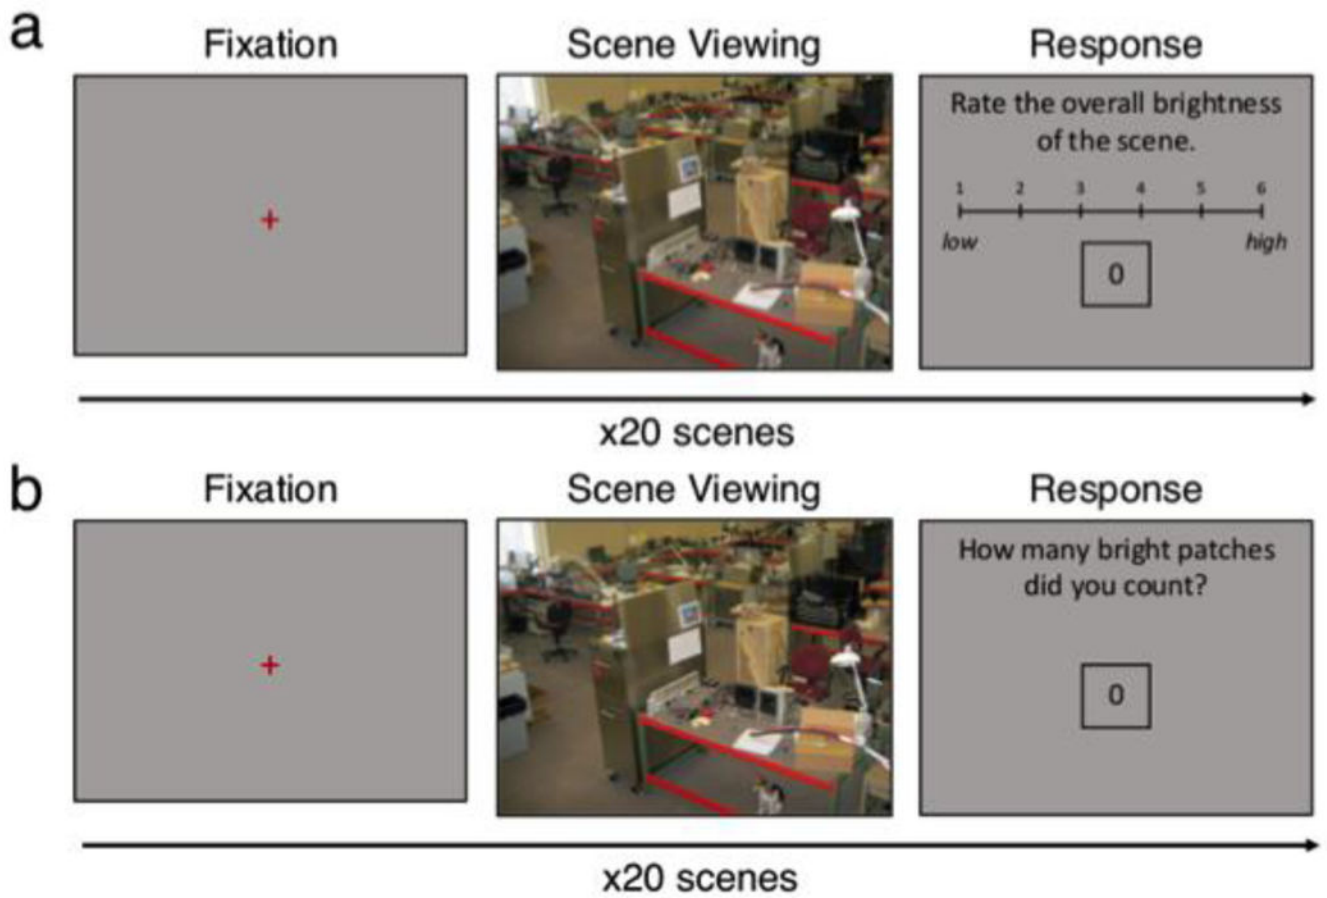 a
Fixation
Scene Viewing
Response
Rate the overall brightness
of the scene.
1 2 3 4 5 6
low high
0
x20 scenes
b
Fixation
Scene Viewing
Response
How many bright patches
did you count?
0
x20 scenes